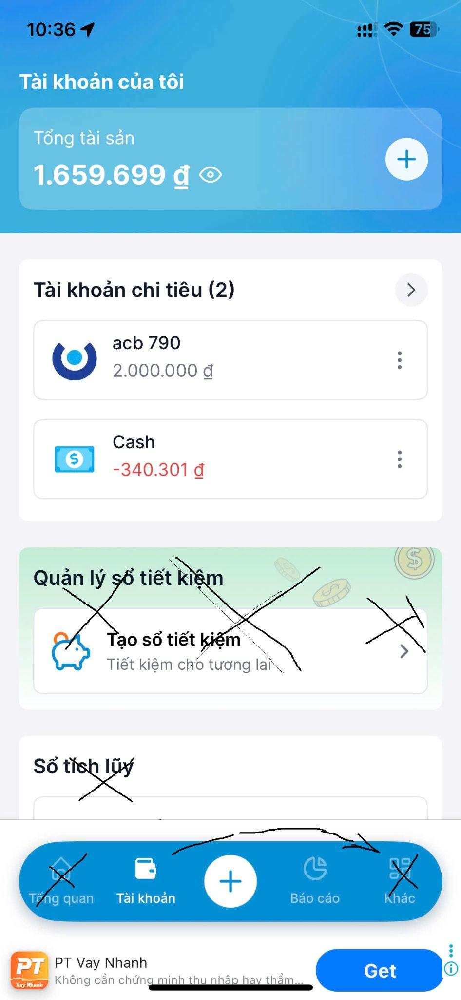 10:36
75
Tài khoản của tôi
Tổng tài sản
1.659.699 ₫
Tài khoản chi tiêu (2)
acb 790
2.000.000 ₫
Cash
-340.301 ₫
Quản lý sổ tiết kiệm
Tạo sổ tiết kiệm
Tiết kiệm cho tương lai
Sổ tích lũy
Tổng quan
Tài khoản
Báo cáo
Khác
PT
Vay Nhanh
PT Vay Nhanh
Không cần chứng minh thu nhập hay thẩm...
Get